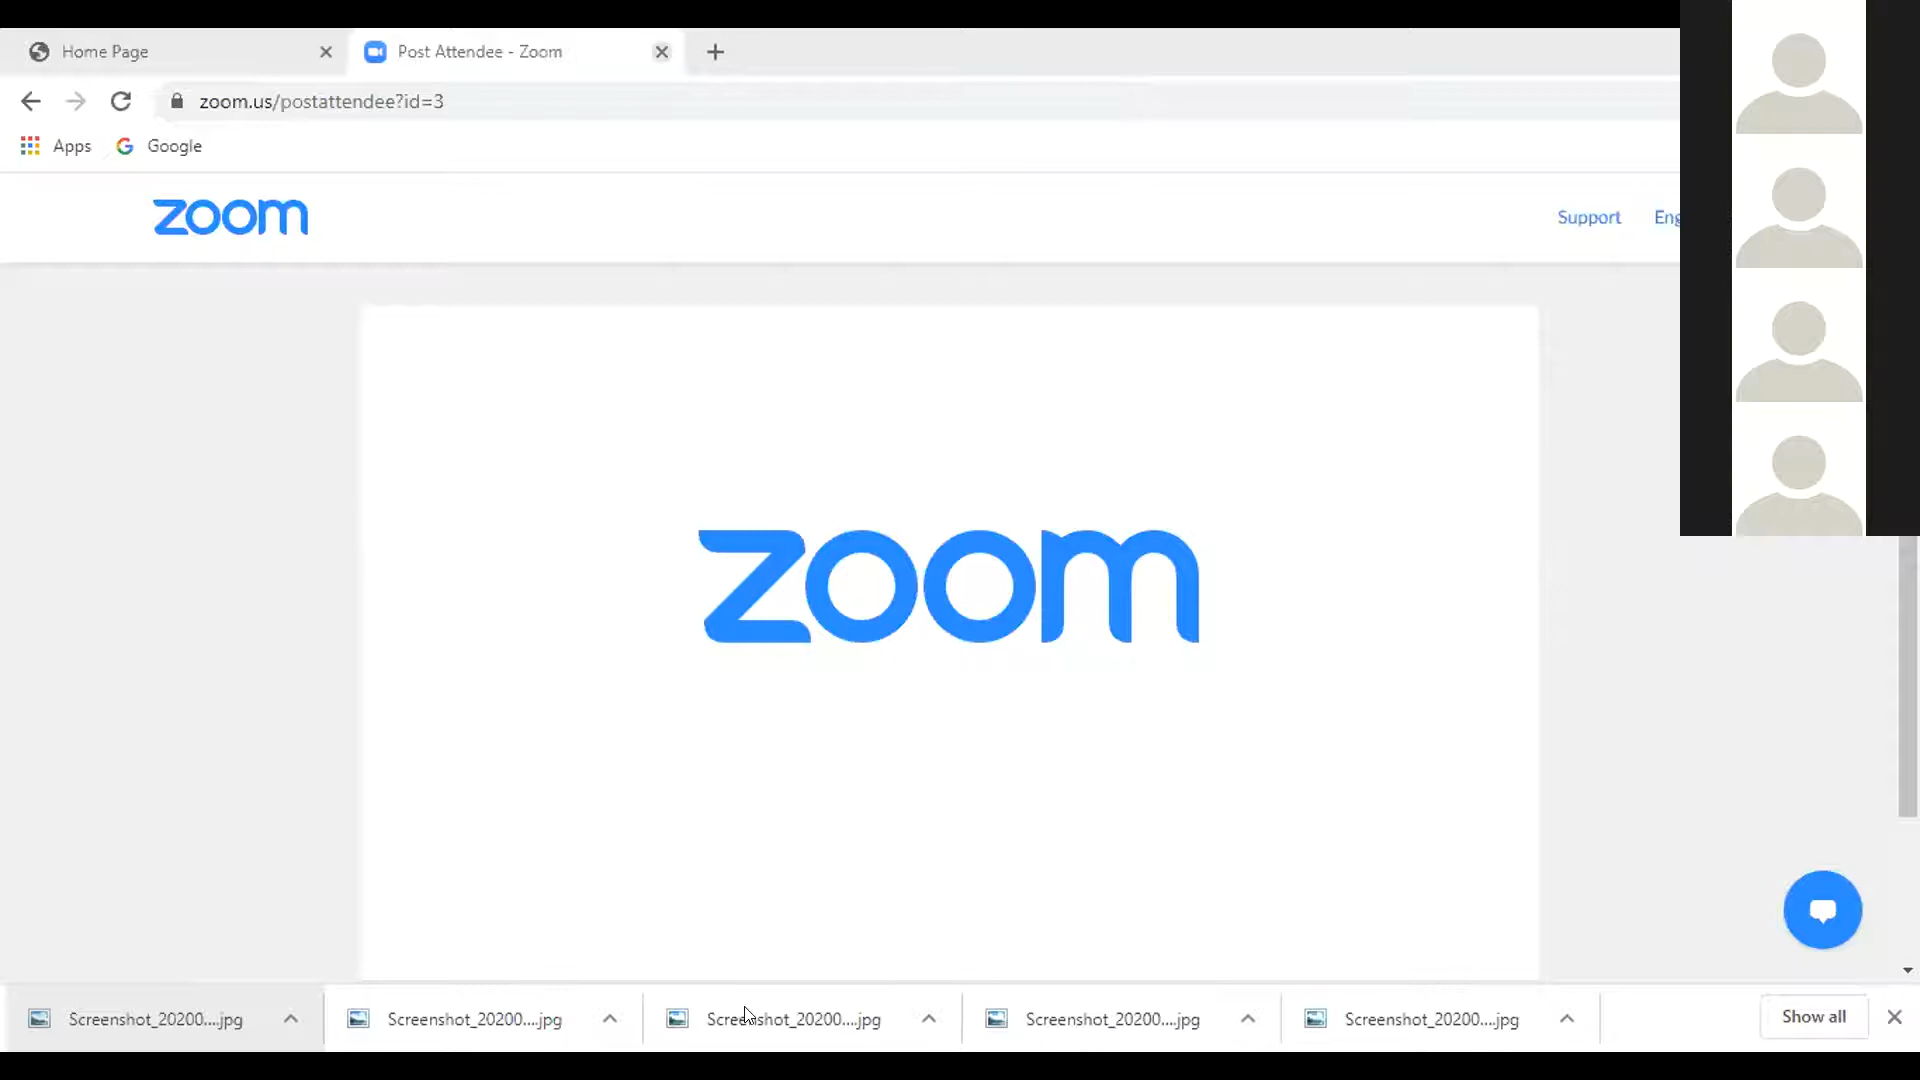 Home Page
Post Attendee - Zoom
zoom.us/postattendee?id=3
Apps
Google
zoom
Support
Eng
zoom
Screenshot_20200....jpg
Screenshot_20200....jpg
Screenshot_20200....jpg
Screenshot_20200....jpg
Screenshot_20200....jpg
Show all